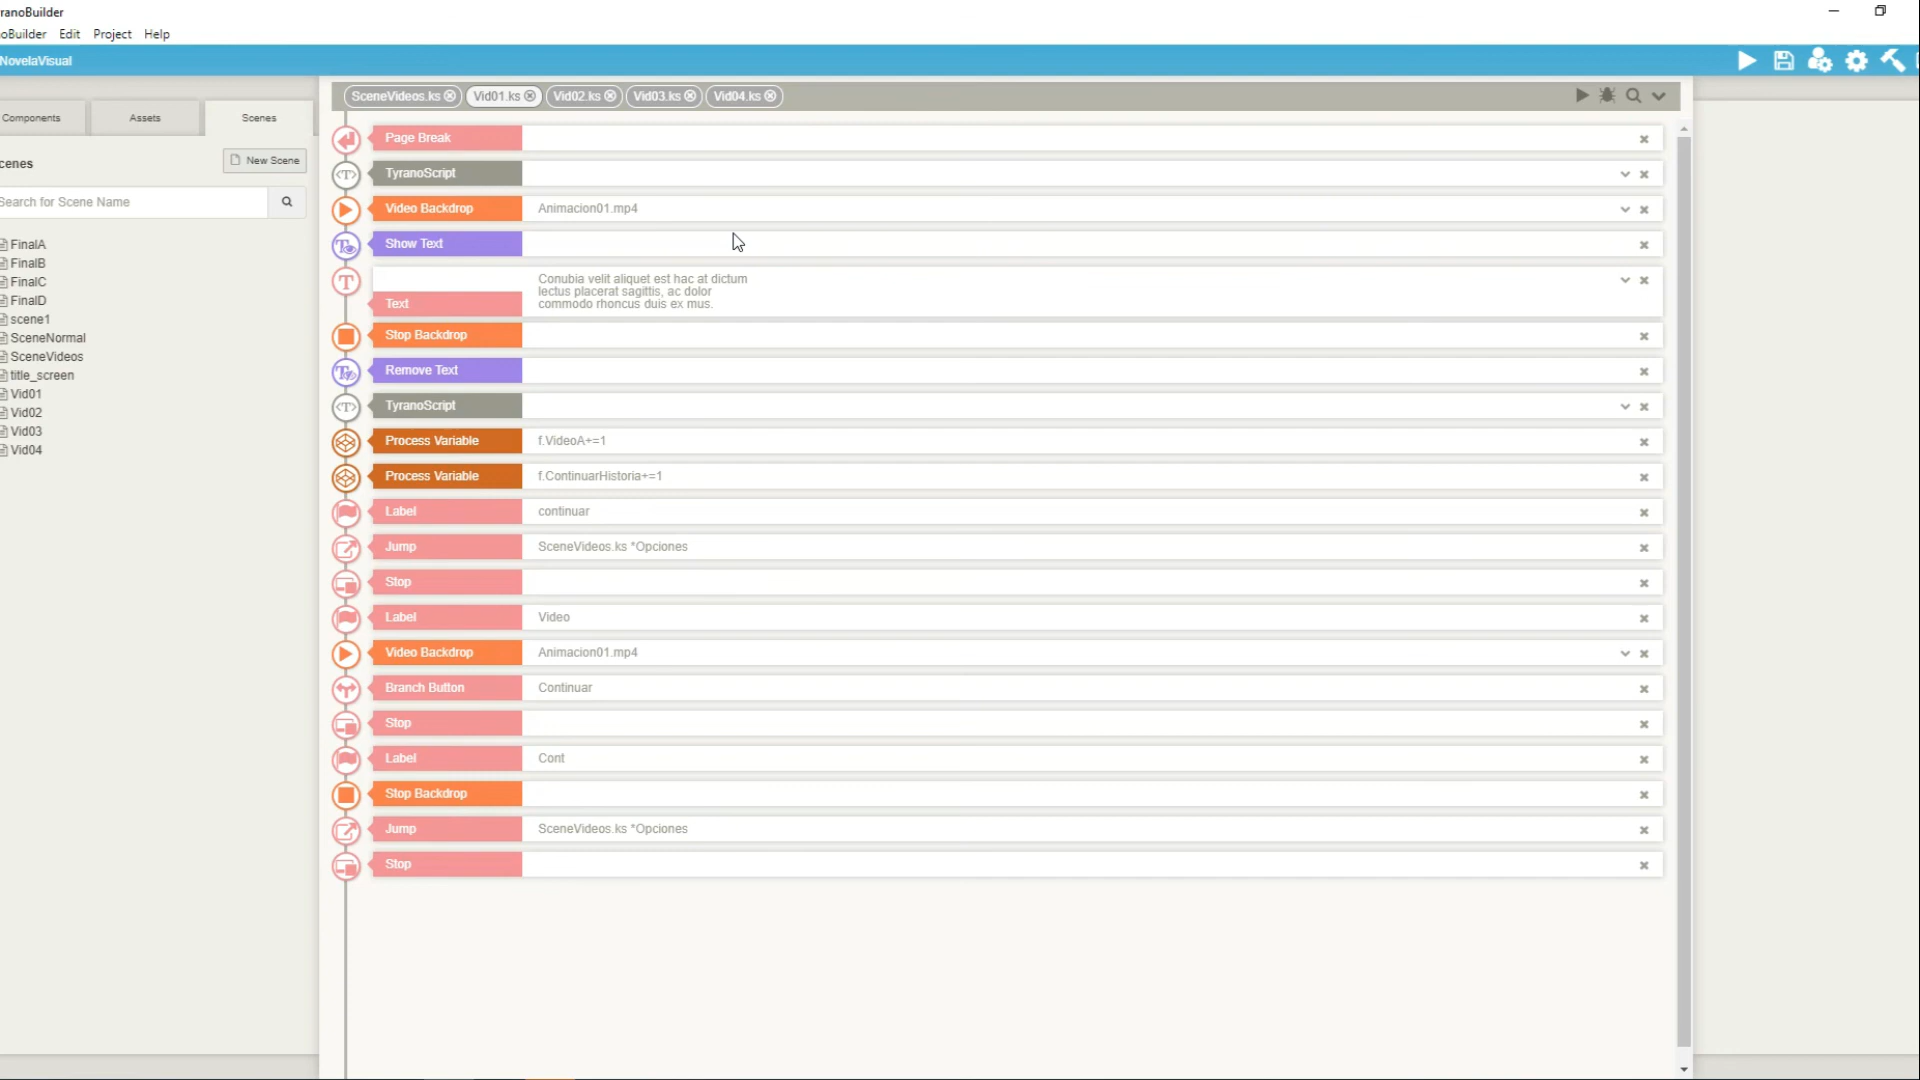 ranoBuilder
oBuilder Edit Project Help
NovelaVisual
SceneVideos.ks Vid01.ks Vid02.ks Vid03.ks Vid04.ks
Components Assets Scenes
cenes
New Scene
Search for Scene Name
FinalA
FinalB
FinalC
FinalD
scene1
SceneNormal
SceneVideos
title_screen
Vid01
Vid02
Vid03
Vid04
Page Break
TyranoScript
Video Backdrop Animacion01.mp4
Show Text
Conubia velit aliquet est hac at dictum
lectus placerat sagittis, ac dolor
Text commodo rhoncus duis ex mus.
Stop Backdrop
Remove Text
TyranoScript
Process Variable f.VideoA+=1
Process Variable f.ContinuarHistoria+=1
Label continuar
Jump SceneVideos.ks *Opciones
Stop
Label Video
Video Backdrop Animacion01.mp4
Branch Button Continuar
Stop
Label Cont
Stop Backdrop
Jump SceneVideos.ks *Opciones
Stop